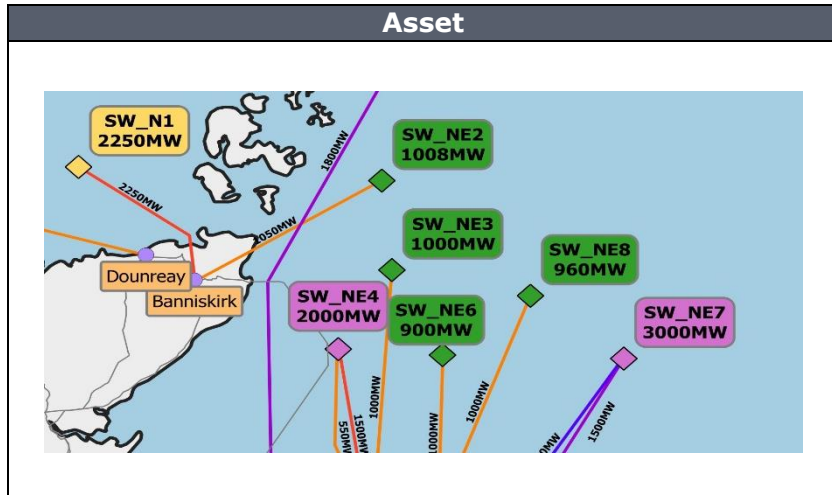 Asset
SW_N1
2250MW
2250MW
1800MW
SW_NE2
1008MW
2050MW
SW_NE3
1000MW
SW_NE8
960MW
Dounreay
Banniskirk
SW_NE4
2000MW
SW_NE6
900MW
SW_NE7
3000MW
1000MW
550MW
1500MW
1000MW
1000MW
1500MW